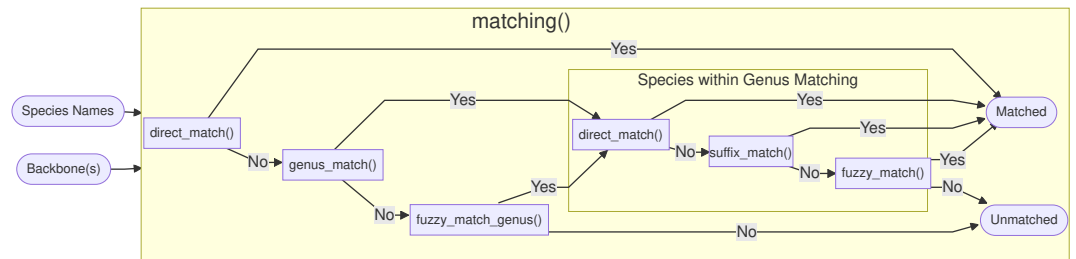 matching()
Yes
Species within Genus Matching
Species Names
Yes
Yes
Matched
direct_match()
direct_match()
Yes
Backbone(s)
No
genus_match()
No
suffix_match()
Yes
No
fuzzy_match()
Yes
No
No
fuzzy_match_genus()
Unmatched
No